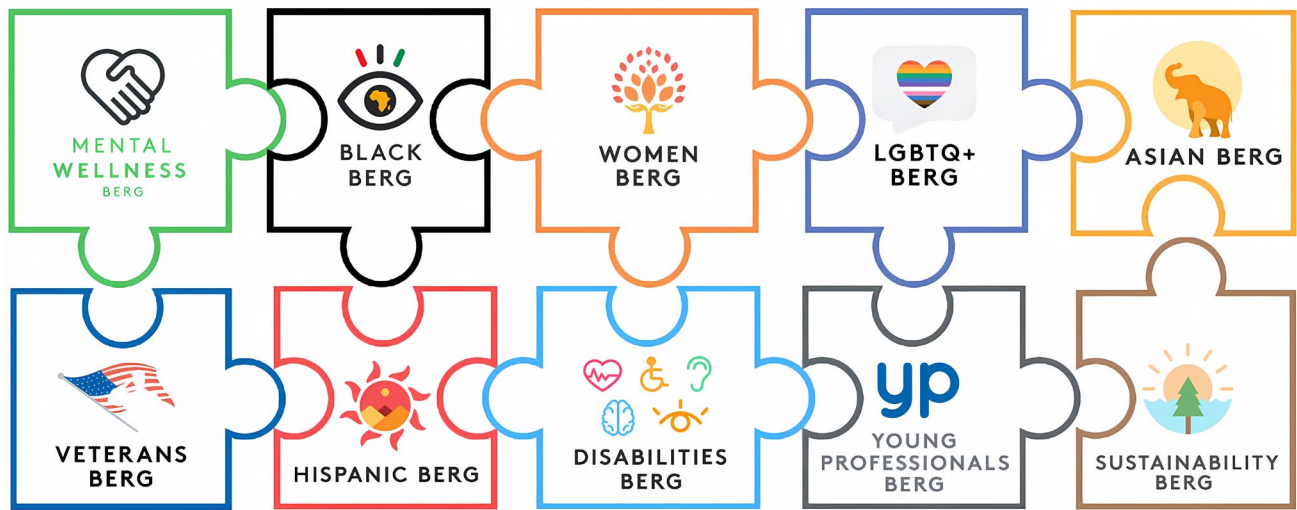 MENTAL
WELLNESS
BERG
BLACK
BERG
WOMEN
BERG
LGBTQ+
BERG
ASIAN BERG
VETERANS
BERG
HISPANIC BERG
DISABILITIES
BERG
yp
YOUNG
PROFESSIONALS
BERG
SUSTAINABILITY
BERG